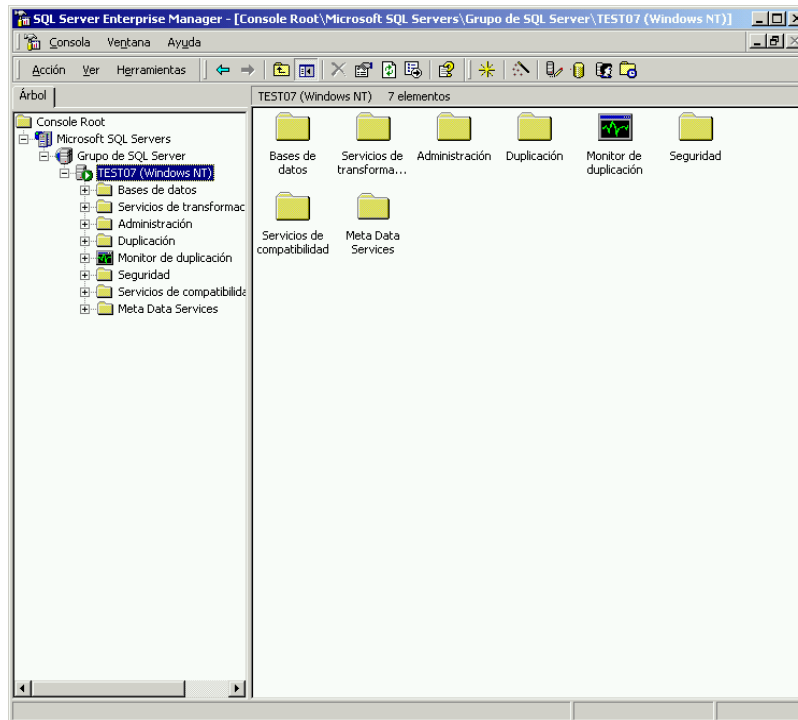 SQL Server Enterprise Manager - [Console Root\Microsoft SQL Servers\Grupo de SQL Server\TEST07 (Windows NT)]
Consola Ventana Ayuda
Acción Ver Herramientas
Árbol
TEST07 (Windows NT) 7 elementos
Console Root
Microsoft SQL Servers
Grupo de SQL Server
TEST07 (Windows NT)
Bases de datos
Servicios de transformac
Administración
Duplicación
Monitor de duplicación
Seguridad
Servicios de compatibilida
Meta Data Services
Bases de
datos
Servicios de
transforma...
Administración
Duplicación
Monitor de
duplicación
Seguridad
Servicios de
compatibilidad
Meta Data
Services